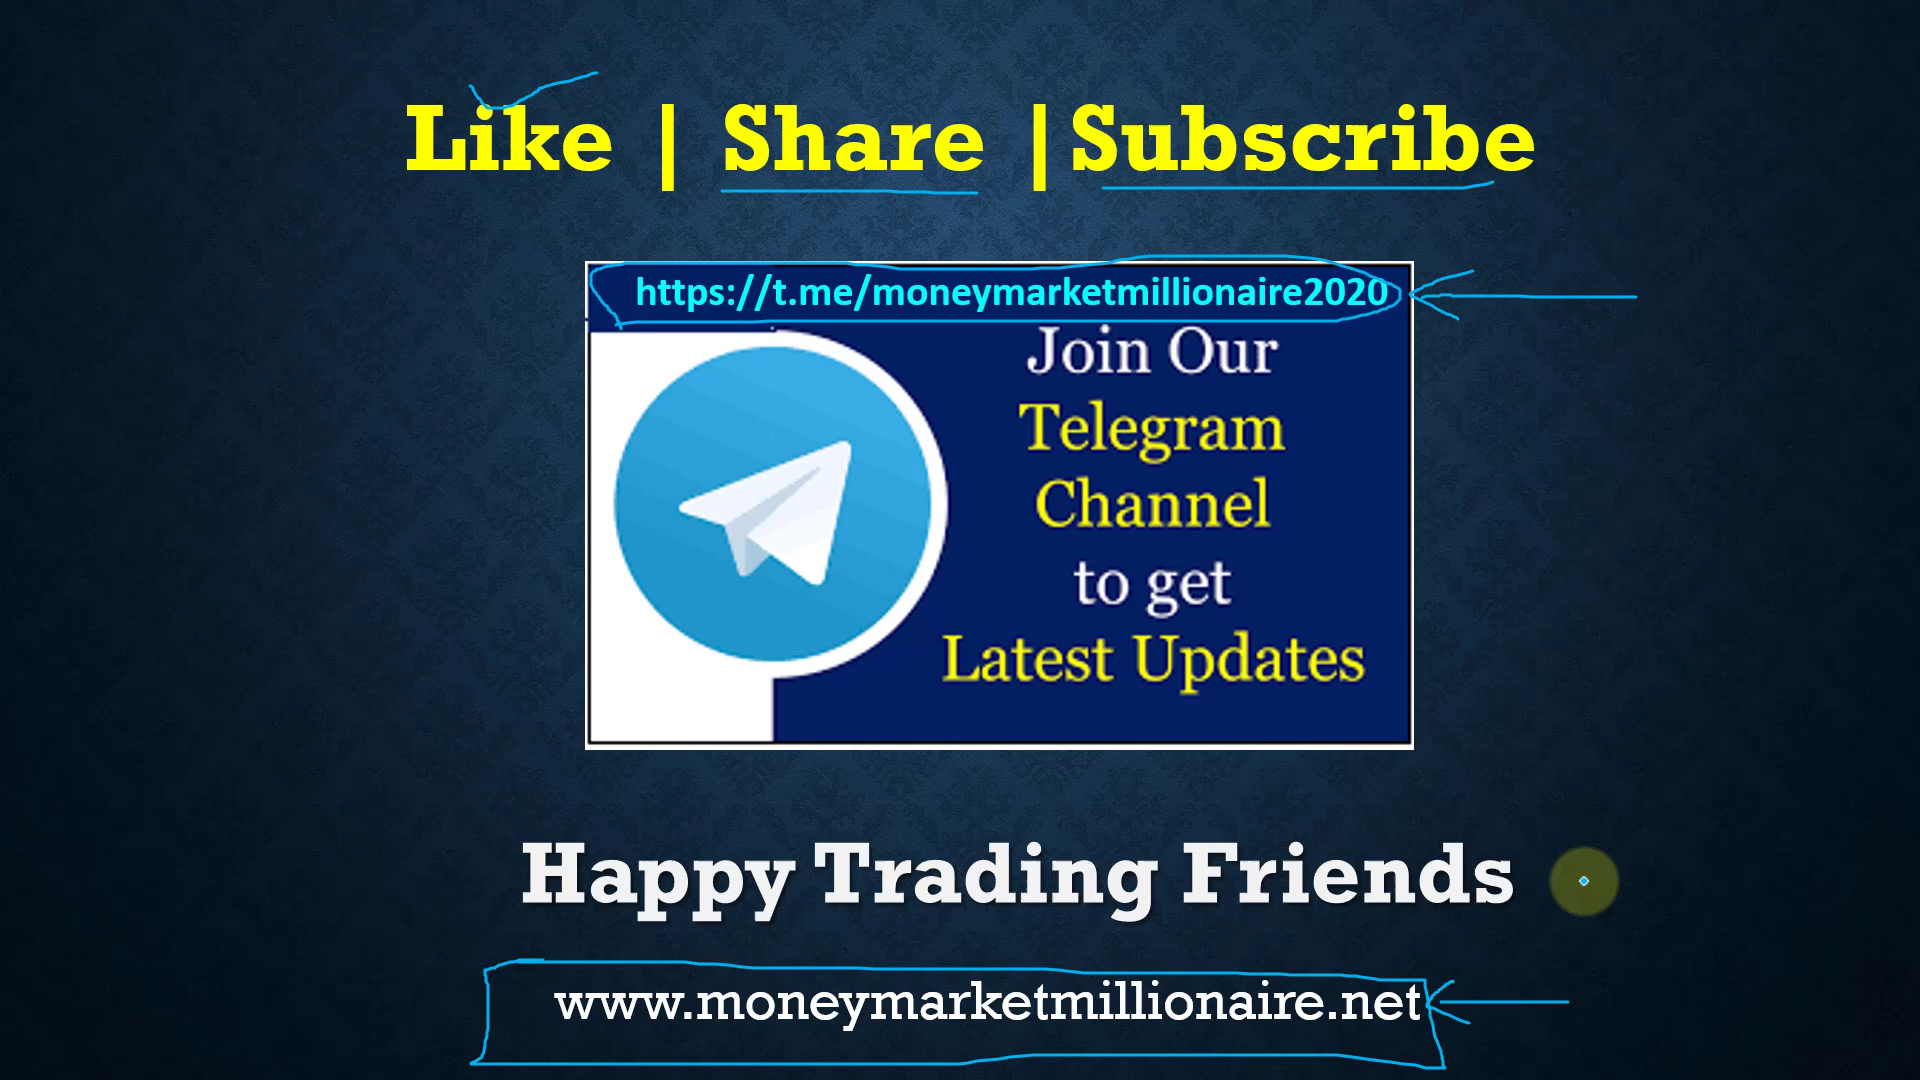 Like | Share |Subscribe
https://t.me/moneymarketmillionaire2020
Join Our
Telegram
Channel
to get
Latest Updates
Happy Trading Friends
www.moneymarketmillionaire.net